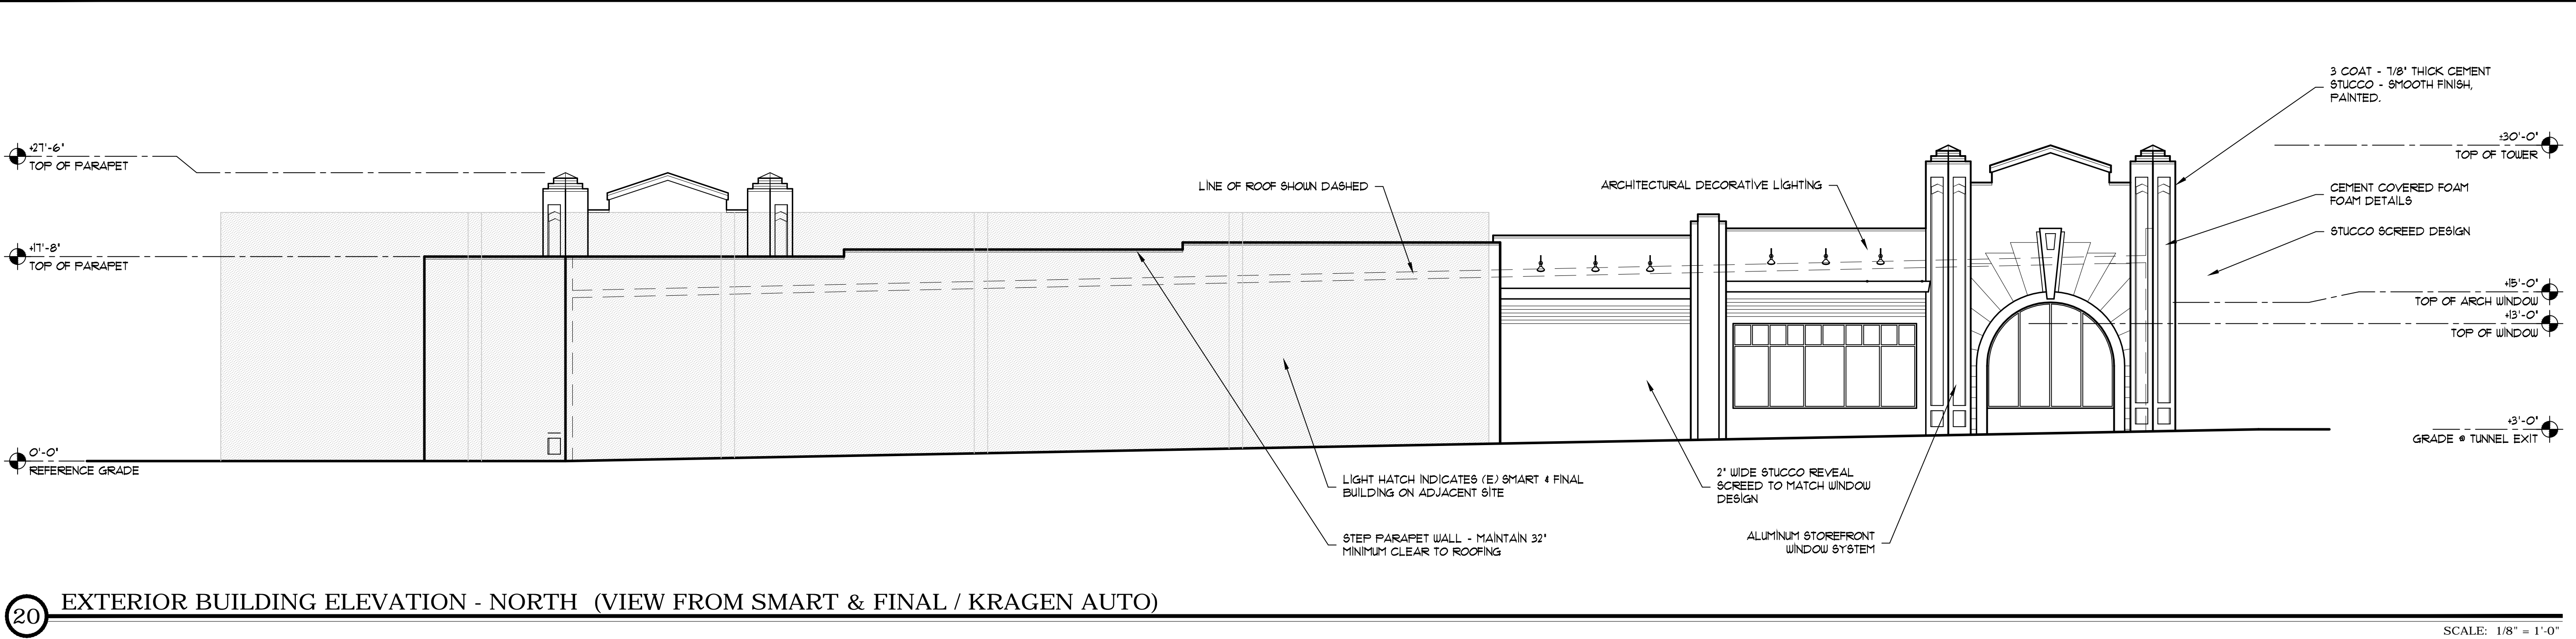 3 COAT - 7/8" THICK CEMENT
STUCCO - SMOOTH FINISH,
PAINTED.
+27'-6"
TOP OF PARAPET
±30'-0"
TOP OF TOWER
LINE OF ROOF SHOWN DASHED
ARCHITECTURAL DECORATIVE LIGHTING
CEMENT COVERED FOAM
FOAM DETAILS
STUCCO SCREED DESIGN
+17'-8"
TOP OF PARAPET
+15'-0"
TOP OF ARCH WINDOW
+13'-0"
TOP OF WINDOW
+3'-0"
GRADE @ TUNNEL EXIT
0'-0"
REFERENCE GRADE
LIGHT HATCH INDICATES (E) SMART & FINAL
BUILDING ON ADJACENT SITE
2" WIDE STUCCO REVEAL
SCREED TO MATCH WINDOW
DESIGN
STEP PARAPET WALL - MAINTAIN 32"
MINIMUM CLEAR TO ROOFING
ALUMINUM STOREFRONT
WINDOW SYSTEM
20 EXTERIOR BUILDING ELEVATION - NORTH (VIEW FROM SMART & FINAL / KRAGEN AUTO)
SCALE: 1/8" = 1'-0"